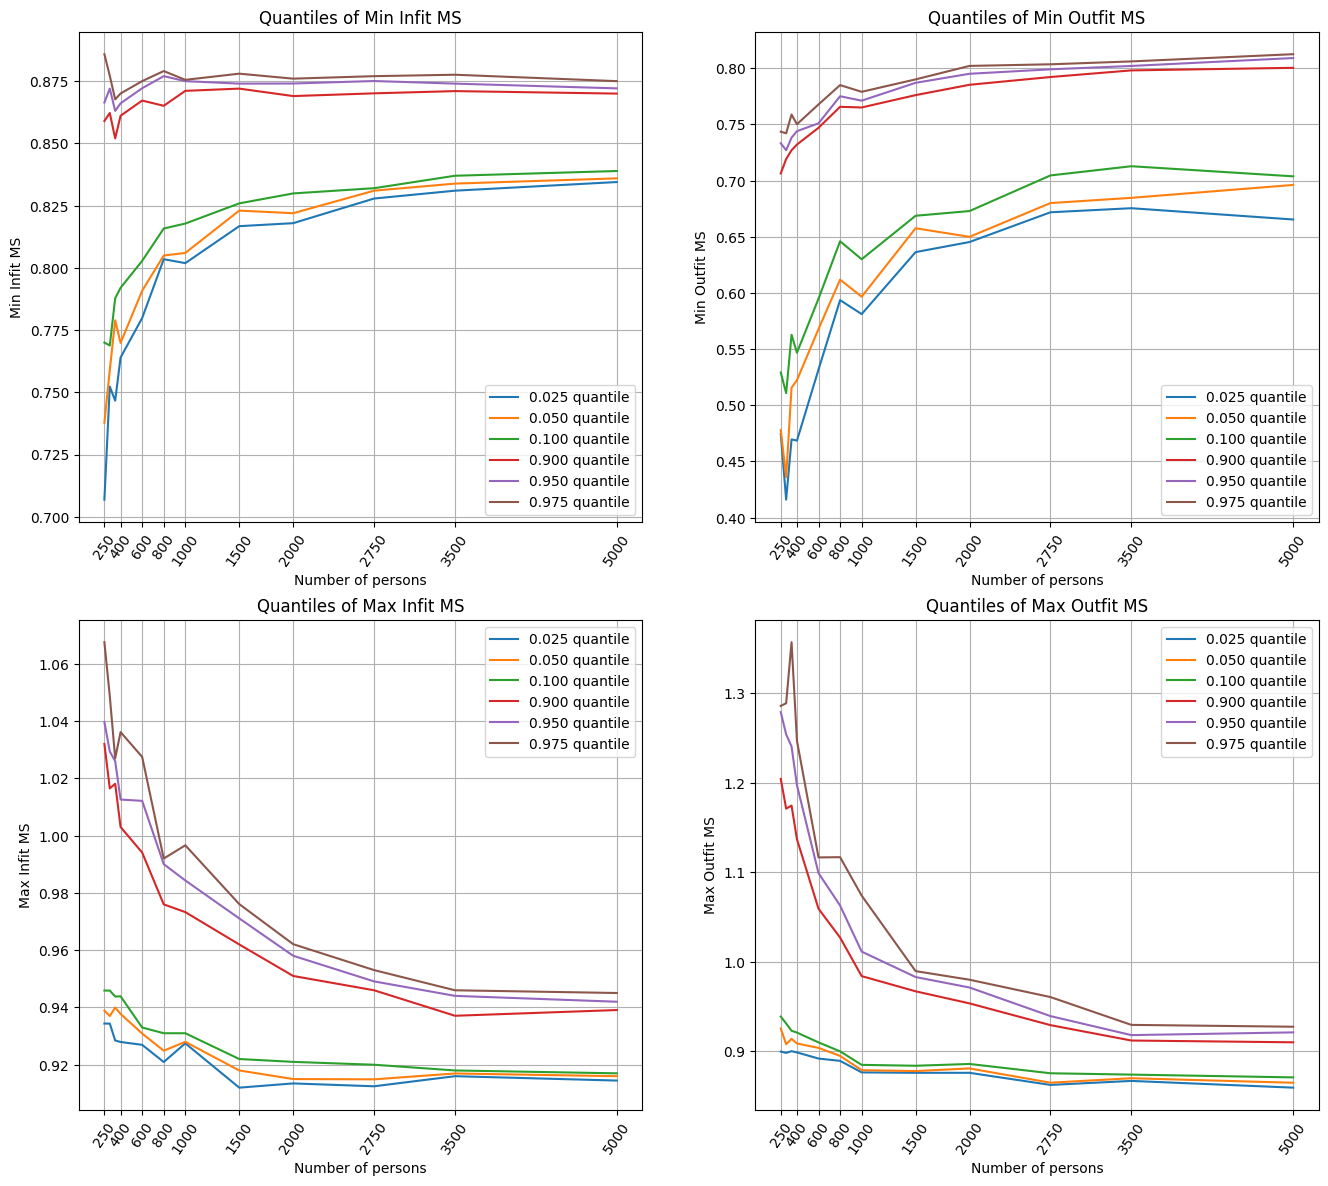 Quantiles of Min Infit MS
Min Infit MS
0.875
0.850
0.825
0.800
0.775
0.750
0.725
0.700
0.025 quantile
0.050 quantile
0.100 quantile
0.900 quantile
0.950 quantile
0.975 quantile
250 400 600 800 1000 1500 2000 2750 3500 5000
Number of persons
Quantiles of Min Outfit MS
Min Outfit MS
0.80
0.75
0.70
0.65
0.60
0.55
0.50
0.45
0.40
0.025 quantile
0.050 quantile
0.100 quantile
0.900 quantile
0.950 quantile
0.975 quantile
250 400 600 800 1000 1500 2000 2750 3500 5000
Number of persons
Quantiles of Max Infit MS
Max Infit MS
1.06
1.04
1.02
1.00
0.98
0.96
0.94
0.92
0.025 quantile
0.050 quantile
0.100 quantile
0.900 quantile
0.950 quantile
0.975 quantile
250 400 600 800 1000 1500 2000 2750 3500 5000
Number of persons
Quantiles of Max Outfit MS
Max Outfit MS
1.3
1.2
1.1
1.0
0.9
0.025 quantile
0.050 quantile
0.100 quantile
0.900 quantile
0.950 quantile
0.975 quantile
250 400 600 800 1000 1500 2000 2750 3500 5000
Number of persons